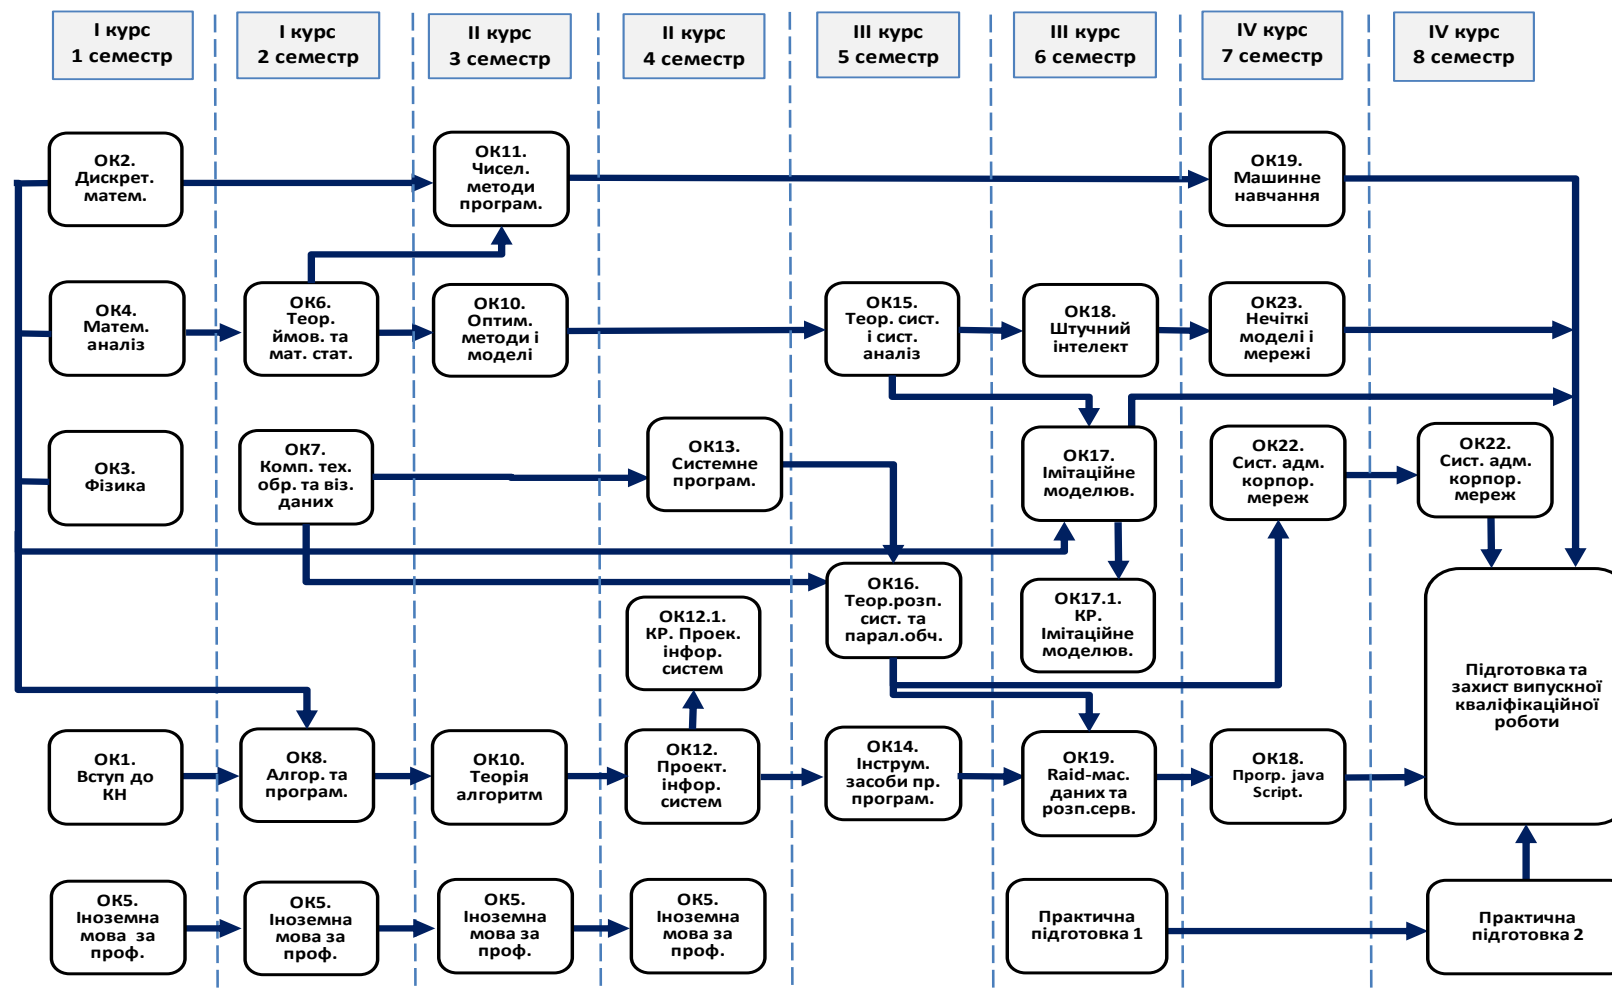 І курс
1 семестр
І курс
2 семестр
ІІ курс
3 семестр
ІІ курс
4 семестр
ІІІ курс
5 семестр
ІІІ курс
6 семестр
IV курс
7 семестр
IV курс
8 семестр
ОК2.
Дискрет.
матем.
ОК11.
Чисел.
методи
програм.
ОК19.
Машинне
навчання
ОК4.
Матем.
аналіз
ОК6.
Теор.
ймов. та
мат. стат.
ОК10.
Оптим.
методи і
моделі
ОК15.
Теор. сист.
і сист.
аналіз
ОК18.
Штучний
інтелект
ОК23.
Нечіткі
моделі і
мережі
ОК3.
Фізика
ОК7.
Комп. тех.
обр. та віз.
даних
ОК13.
Системне
програм.
ОК17.
Імітаційне
моделюв.
ОК22.
Сист. адм.
корпор.
мереж
ОК22.
Сист. адм.
корпор.
мереж
ОК12.1.
КР. Проек.
інфор.
систем
ОК16.
Теор.розп.
сист. та
парал.обч.
ОК17.1.
КР.
Імітаційне
моделюв.
Підготовка та
захист випускної
кваліфікаційної
роботи
ОК1.
Вступ до
КН
ОК8.
Алгор. та
програм.
ОК10.
Теорія
алгоритм
ОК12.
Проект.
інфор.
систем
ОК14.
Інструм.
засоби пр.
програм.
ОК19.
Raid-мас.
даних та
розп.серв.
ОК18.
Прогр. java
Script.
ОК5.
Іноземна
мова за
проф.
ОК5.
Іноземна
мова за
проф.
ОК5.
Іноземна
мова за
проф.
ОК5.
Іноземна
мова за
проф.
Практична
підготовка 1
Практична
підготовка 2